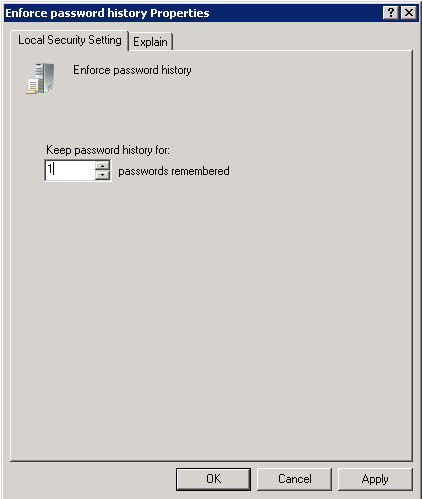 Enforce password history Properties
Local Security Setting Explain
Enforce password history
Keep password history for:
1 passwords remembered
OK Cancel Apply